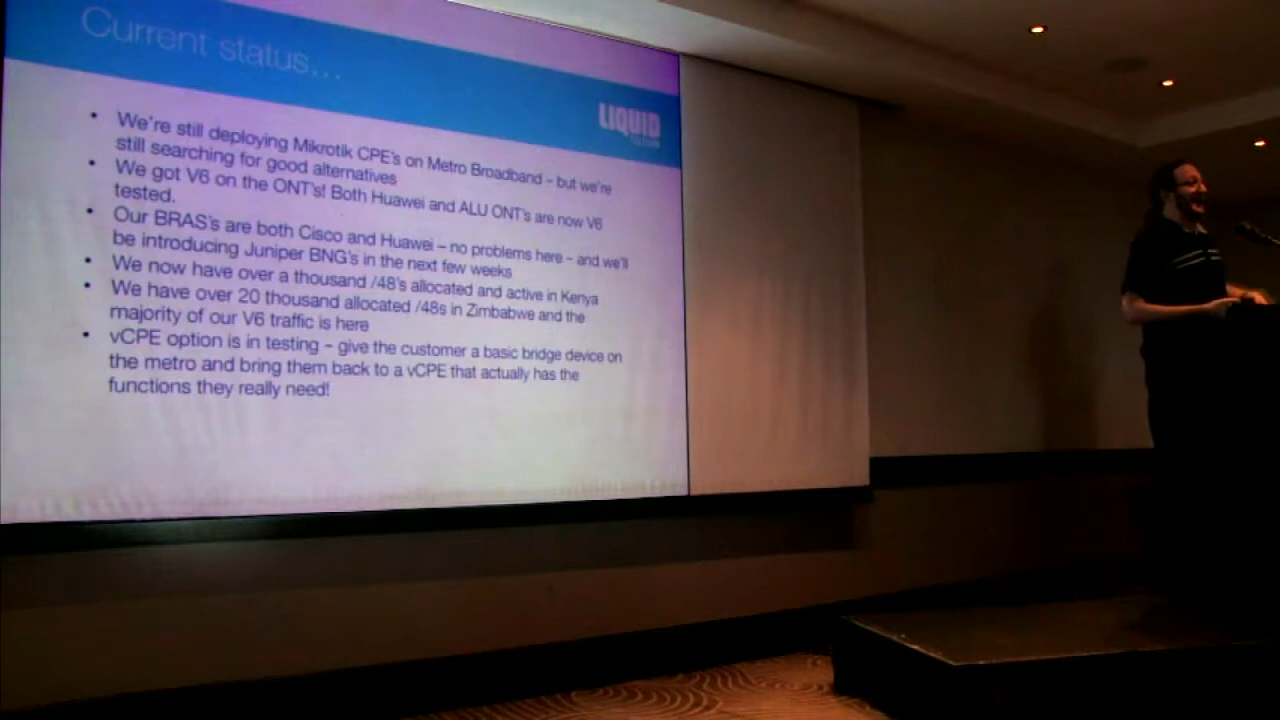 Current status...
LIQUID
TELECOM
• We're still deploying Mikrotik CPE's on Metro Broadband – but we're
still searching for good alternatives
• We got V6 on the ONT's! Both Huawei and ALU ONT's are now V6
tested.
• Our BRAS's are both Cisco and Huawei – no problems here – and we'll
be introducing Juniper BNG's in the next few weeks
• We now have over a thousand /48's allocated and active in Kenya
• We have over 20 thousand allocated /48s in Zimbabwe and the
majority of our V6 traffic is here
• vCPE option is in testing – give the customer a basic bridge device on
the metro and bring them back to a vCPE that actually has the
functions they really need!